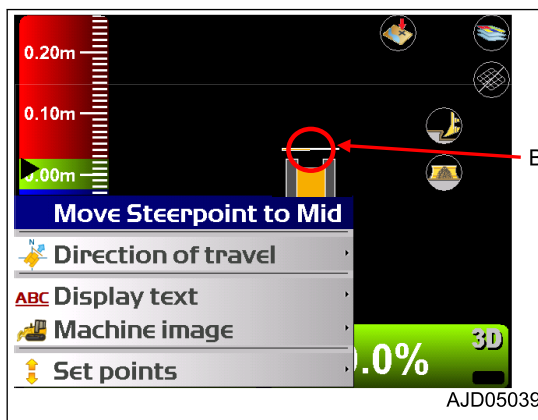 0.20m
0.10m
0.00m
E
Move Steerpoint to Mid
Direction of travel
N
ABC Display text
Machine image
Set points
.0%
3D
AJD05039